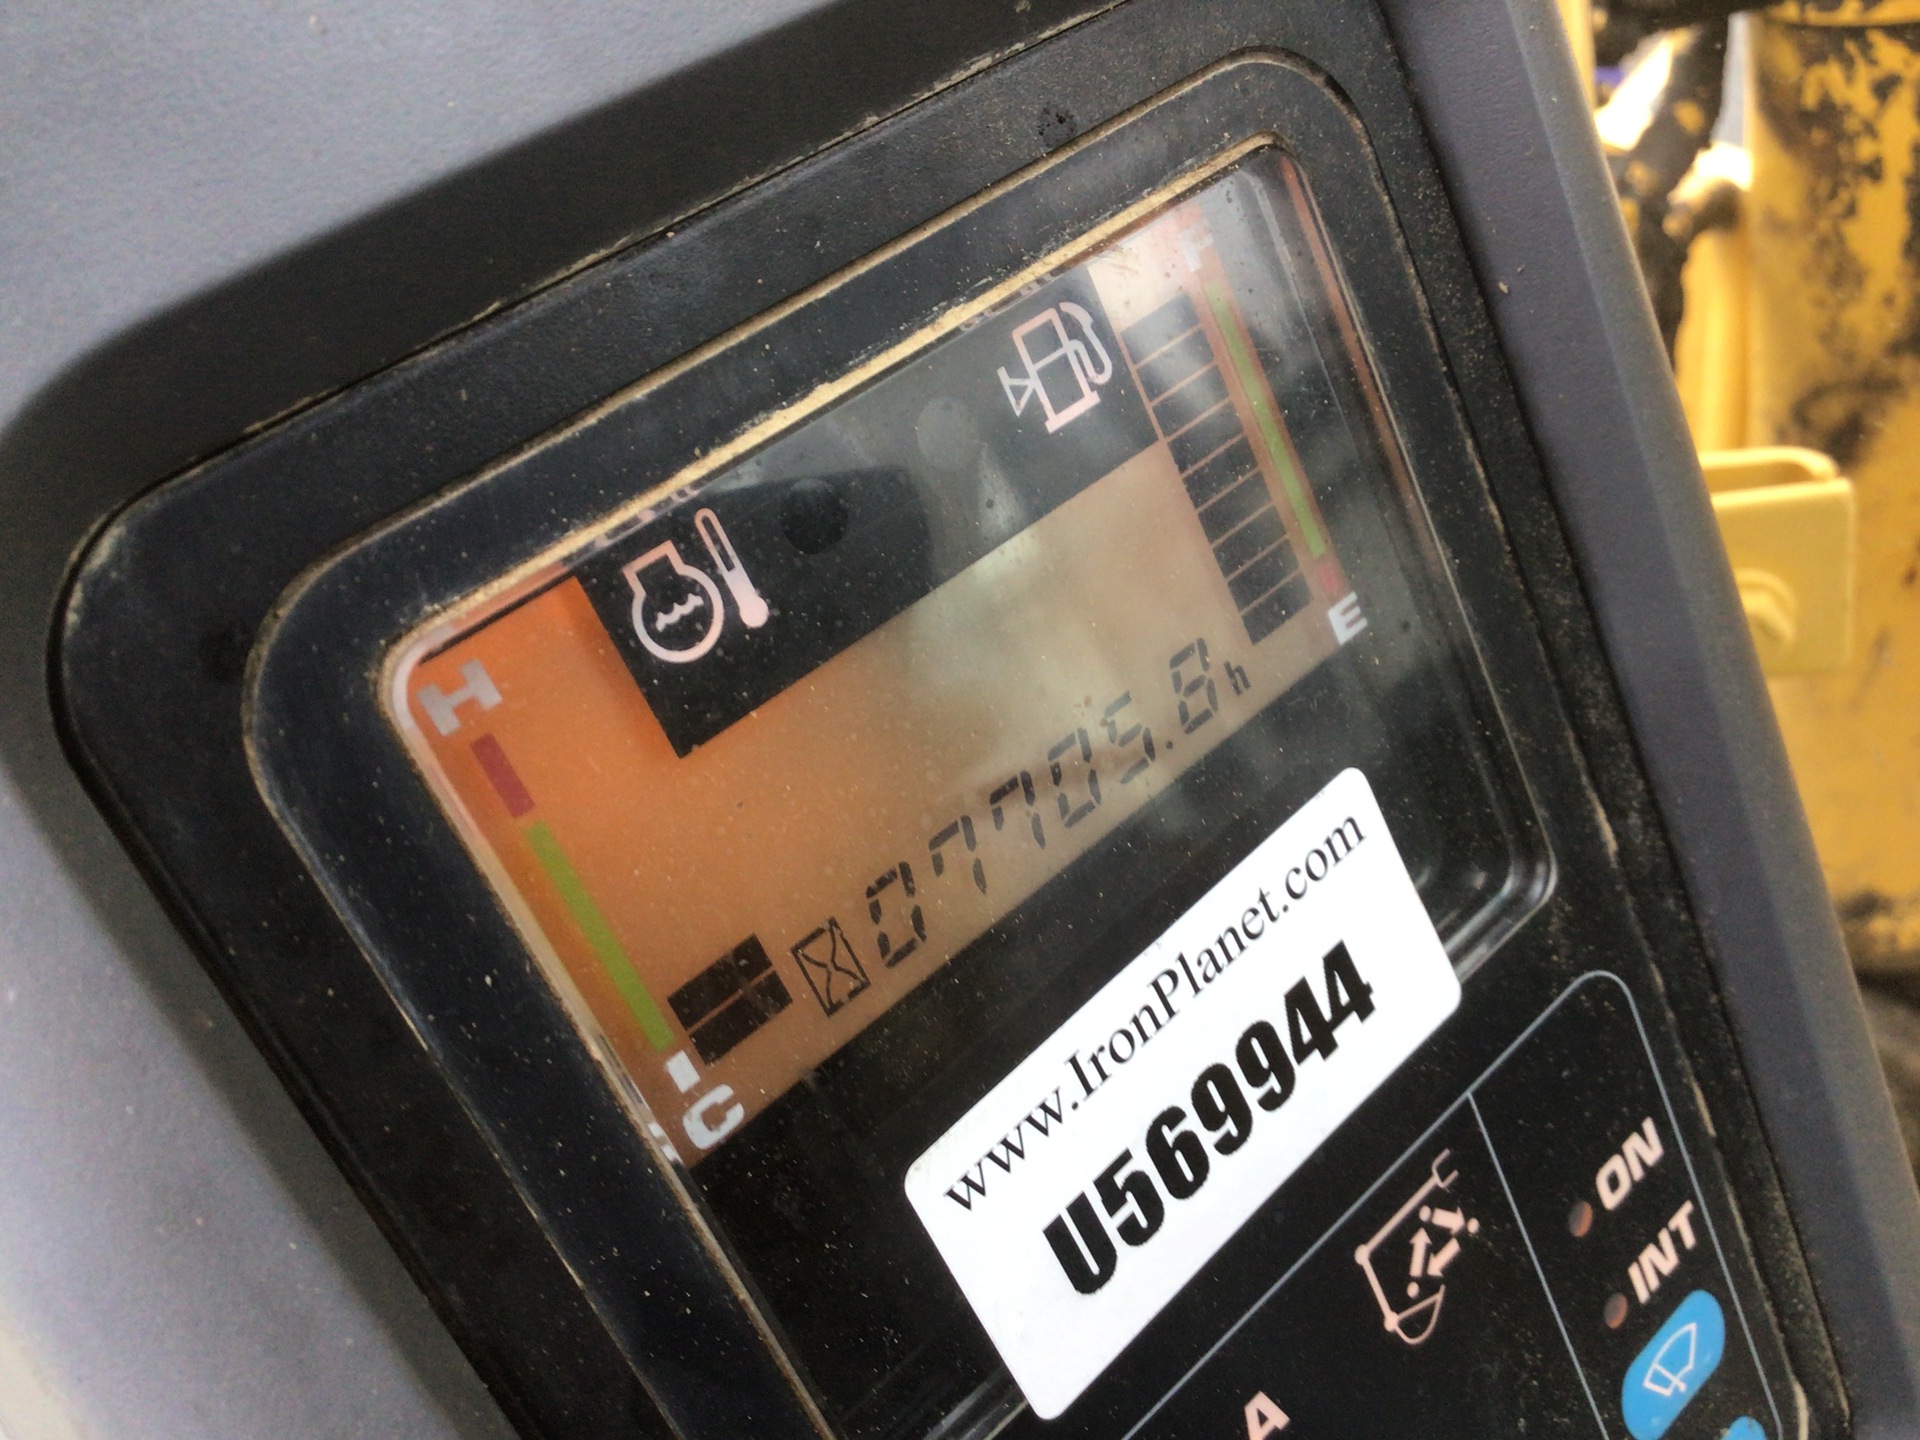 F
E
H
C
07705.8h
www.IronPlanet.com
U569944
ON
INT
A